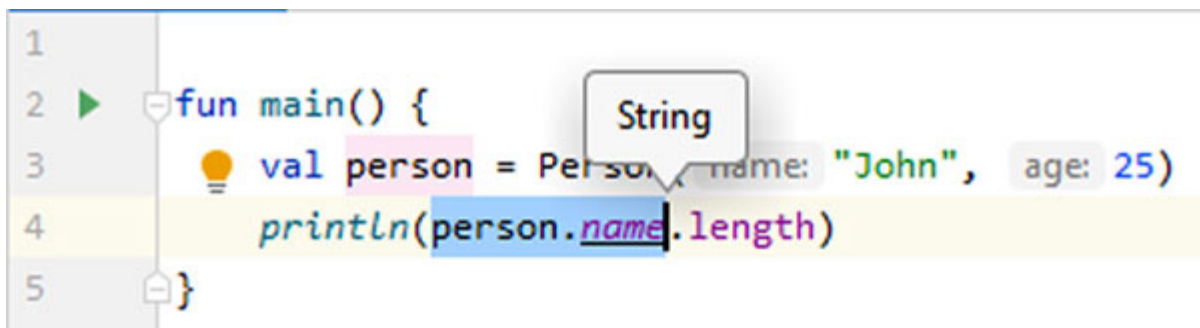 1
2 fun main() {
String
3 val person = Person( name: "John", age: 25)
4 println(person.name.length)
5 }